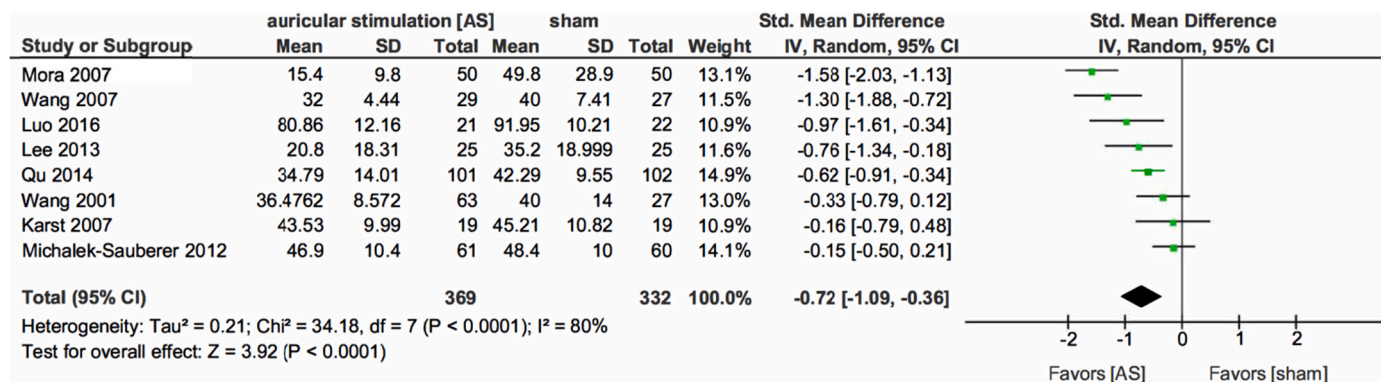 auricular stimulation [AS] sham Std. Mean Difference Std. Mean Difference
Study or Subgroup Mean SD Total Mean SD Total Weight IV, Random, 95% CI IV, Random, 95% CI
Mora 2007 15.4 9.8 50 49.8 28.9 50 13.1% -1.58 [-2.03, -1.13]
Wang 2007 32 4.44 29 40 7.41 27 11.5% -1.30 [-1.88, -0.72]
Luo 2016 80.86 12.16 21 91.95 10.21 22 10.9% -0.97 [-1.61, -0.34]
Lee 2013 20.8 18.31 25 35.2 18.999 25 11.6% -0.76 [-1.34, -0.18]
Qu 2014 34.79 14.01 101 42.29 9.55 102 14.9% -0.62 [-0.91, -0.34]
Wang 2001 36.4762 8.572 63 40 14 27 13.0% -0.33 [-0.79, 0.12]
Karst 2007 43.53 9.99 19 45.21 10.82 19 9.9% -0.16 [-0.79, 0.48]
Michalek-Sauberer 2012 46.9 10.4 61 48.4 10 60 14.1% -0.15 [-0.50, 0.21]
Total (95% CI) 369 332 100.0% -0.72 [-1.09, -0.36]
Heterogeneity: Tau² = 0.21; Chi² = 34.18, df = 7 (P < 0.0001); I² = 80%
Test for overall effect: Z = 3.92 (P < 0.0001)
-2 -1 0 1 2
Favors [AS] Favors [sham]